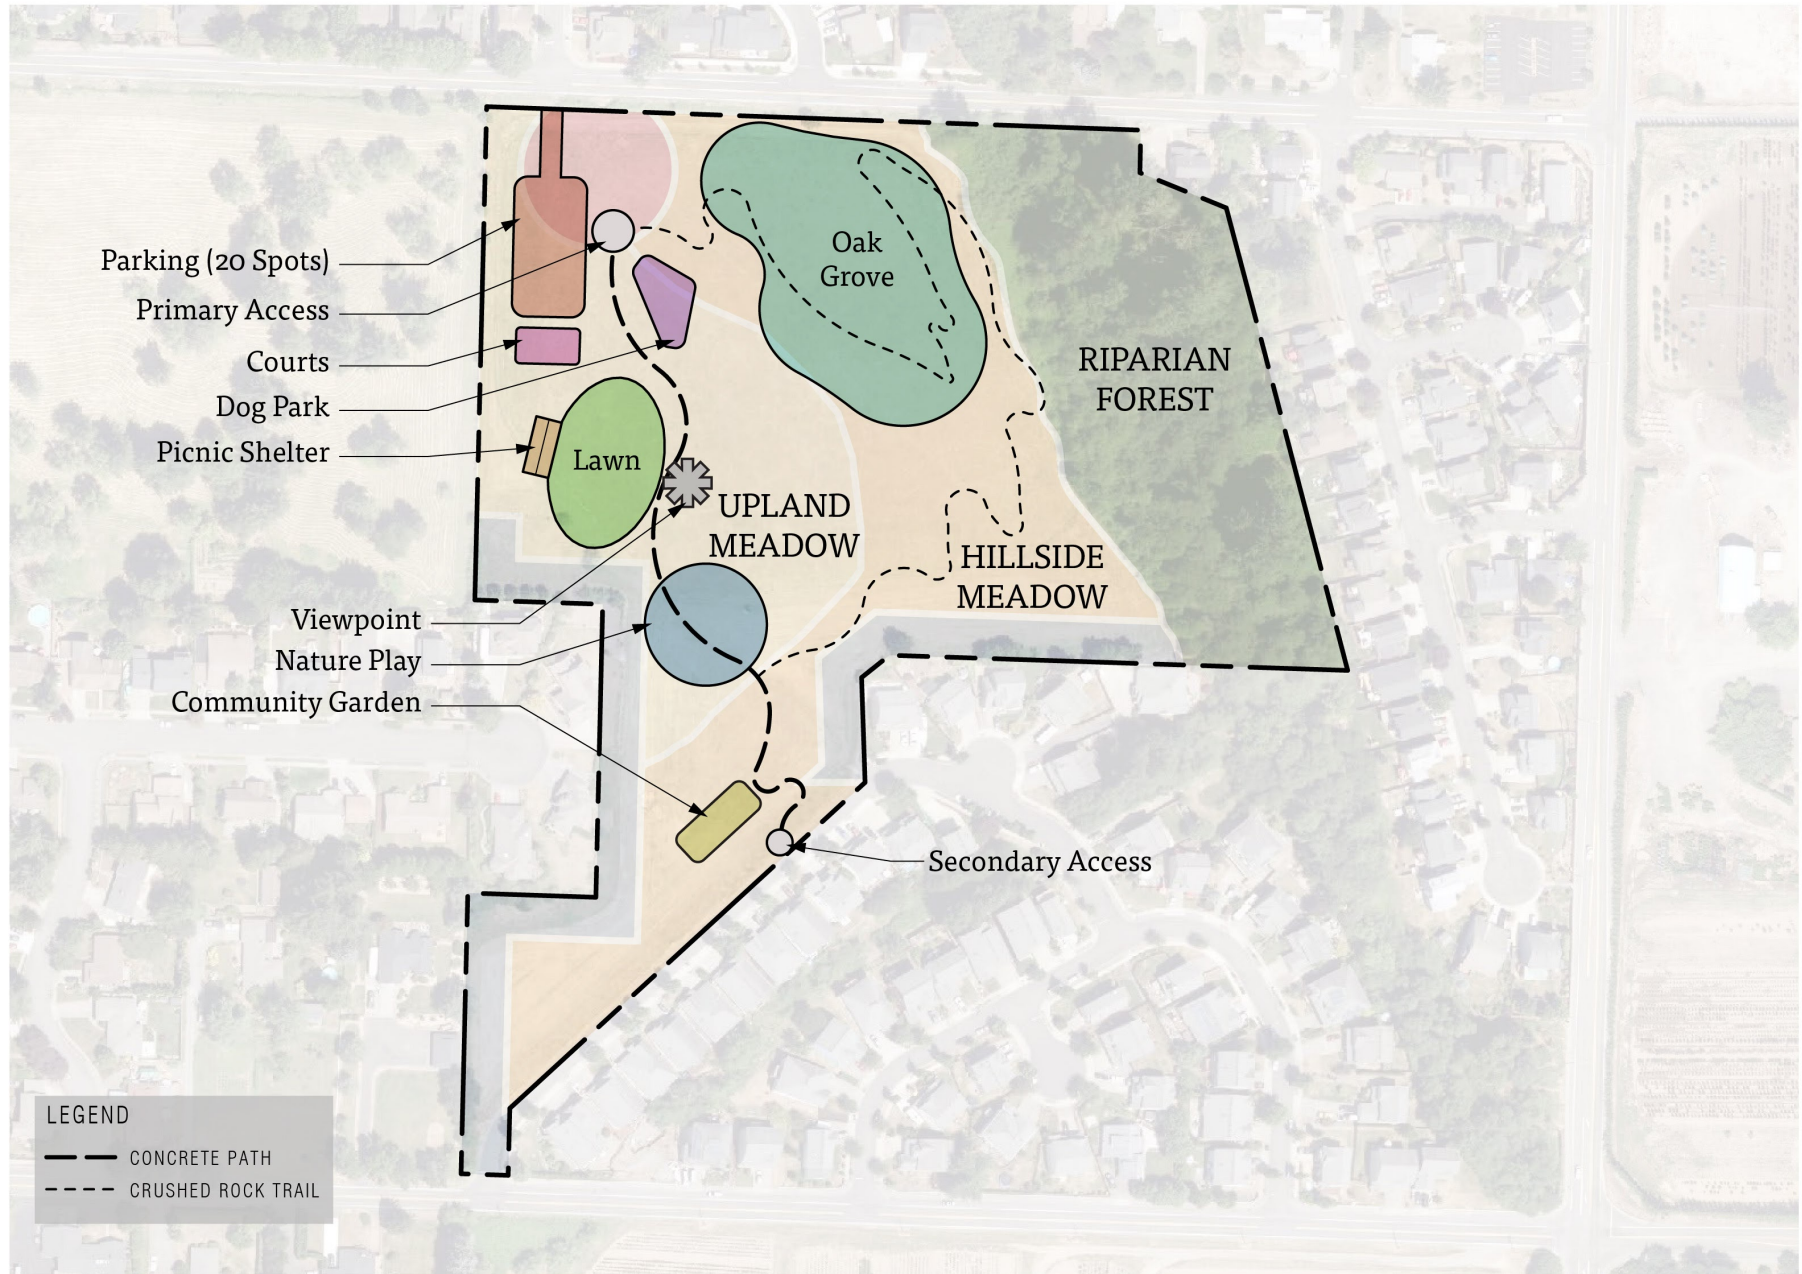 Oak
Grove
Parking (20 Spots)
Primary Access
RIPARIAN
FOREST
Courts
Dog Park
Picnic Shelter
Lawn
UPLAND
MEADOW
HILLSIDE
MEADOW
Viewpoint
Nature Play
Community Garden
Secondary Access
LEGEND
CONCRETE PATH
CRUSHED ROCK TRAIL